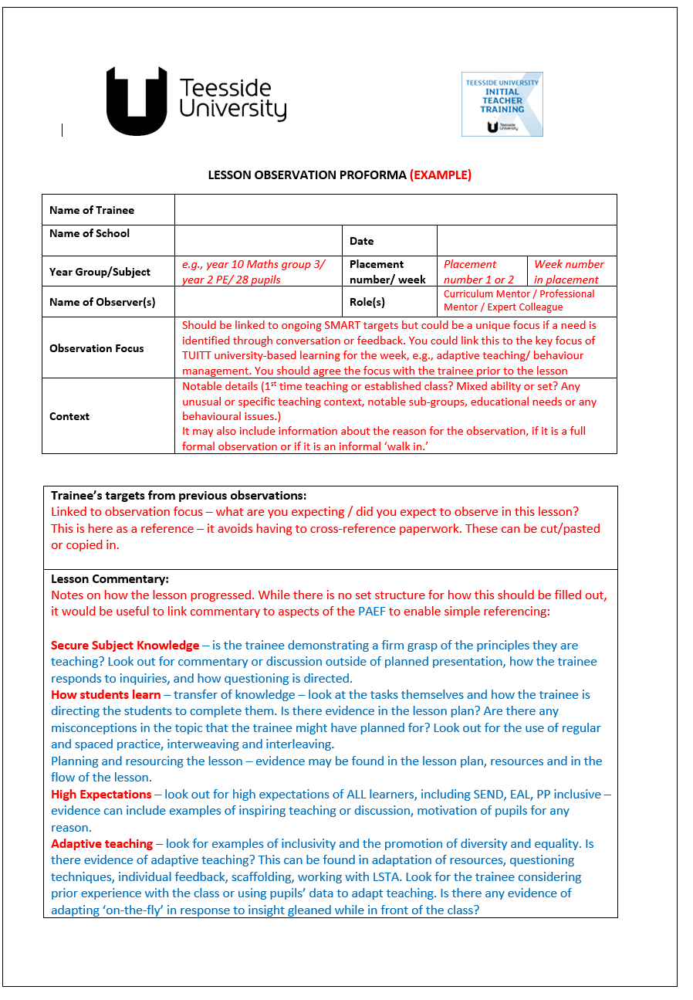 Teesside
University
TEESSIDE UNIVERSITY
INITIAL
TEACHER
TRAINING
Teesside
University
LESSON OBSERVATION PROFORMA (EXAMPLE)
Name of Trainee
Name of School
Date
Year Group/Subject
e.g., year 10 Maths group 3/
year 2 PE/ 28 pupils
Placement
number/ week
Placement
number 1 or 2
Week number
in placement
Name of Observer(s)
Role(s)
Curriculum Mentor / Professional
Mentor / Expert Colleague
Observation Focus
Should be linked to ongoing SMART targets but could be a unique focus if a need is
identified through conversation or feedback. You could link this to the key focus of
TUITT university-based learning for the week, e.g., adaptive teaching/ behaviour
management. You should agree the focus with the trainee prior to the lesson
Context
Notable details (1st time teaching or established class? Mixed ability or set? Any
unusual or specific teaching context, notable sub-groups, educational needs or any
behavioural issues.)
It may also include information about the reason for the observation, if it is a full
formal observation or if it is an informal ‘walk in.’
Trainee’s targets from previous observations:
Linked to observation focus – what are you expecting / did you expect to observe in this lesson?
This is here as a reference – it avoids having to cross-reference paperwork. These can be cut/pasted
or copied in.
Lesson Commentary:
Notes on how the lesson progressed. While there is no set structure for how this should be filled out,
it would be useful to link commentary to aspects of the PAEF to enable simple referencing:
Secure Subject Knowledge – is the trainee demonstrating a firm grasp of the principles they are
teaching? Look out for commentary or discussion outside of planned presentation, how the trainee
responds to inquiries, and how questioning is directed.
How students learn – transfer of knowledge – look at the tasks themselves and how the trainee is
directing the students to complete them. Is there evidence in the lesson plan? Are there any
misconceptions in the topic that the trainee might have planned for? Look out for the use of regular
and spaced practice, interweaving and interleaving.
Planning and resourcing the lesson – evidence may be found in the lesson plan, resources and in the
flow of the lesson.
High Expectations – look out for high expectations of ALL learners, including SEND, EAL, PP inclusive –
evidence can include examples of inspiring teaching or discussion, motivation of pupils for any
reason.
Adaptive teaching – look for examples of inclusivity and the promotion of diversity and equality. Is
there evidence of adaptive teaching? This can be found in adaptation of resources, questioning
techniques, individual feedback, scaffolding, working with LSTA. Look for the trainee considering
prior experience with the class or using pupils’ data to adapt teaching. Is there any evidence of
adapting ‘on-the-fly’ in response to insight gleaned while in front of the class?